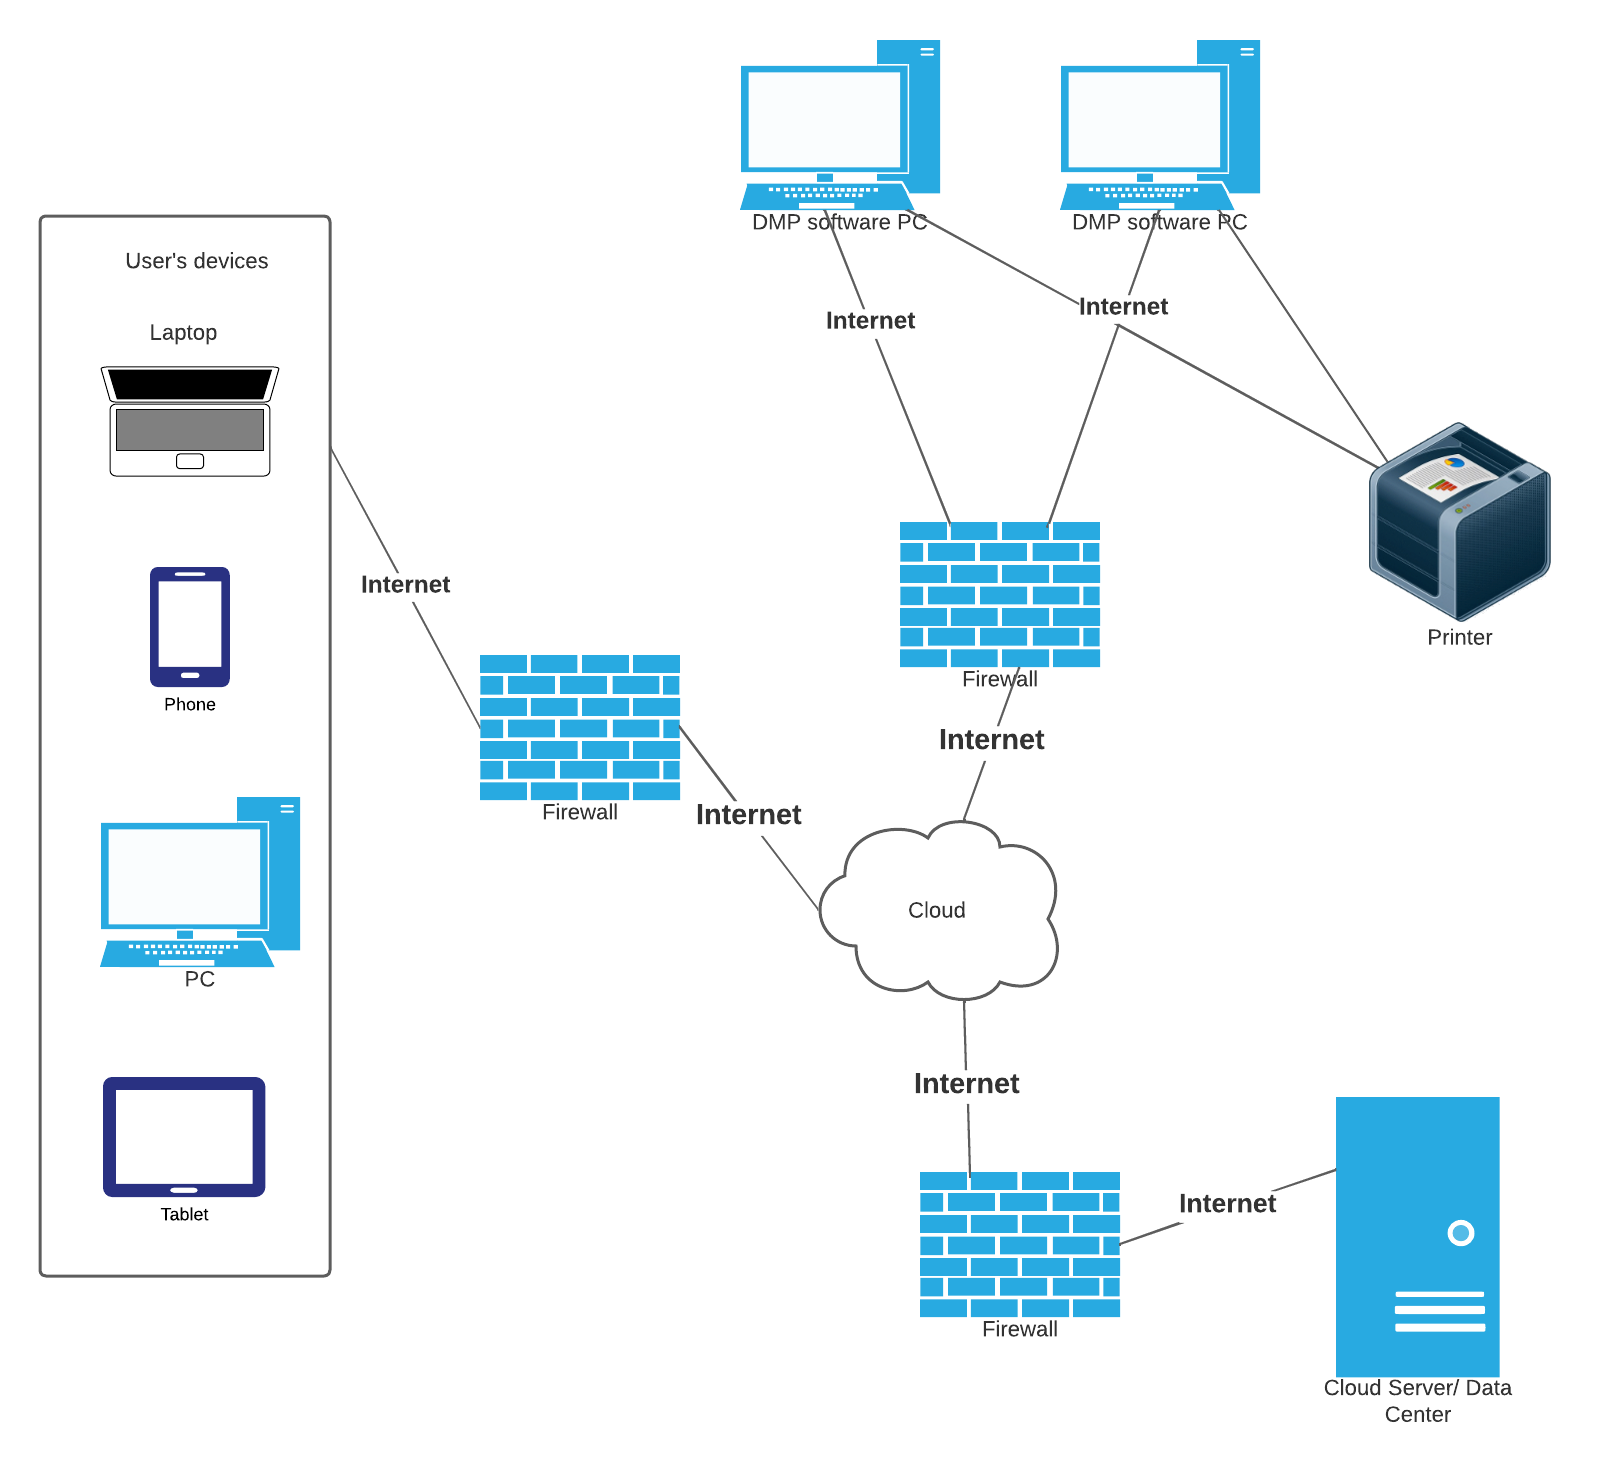 DMP software PC
DMP software PC
User's devices
Laptop
Internet
Internet
Internet
Phone
Printer
Firewall
Internet
Firewall
Internet
Cloud
PC
Internet
Tablet
Internet
Firewall
Cloud Server/ Data
Center